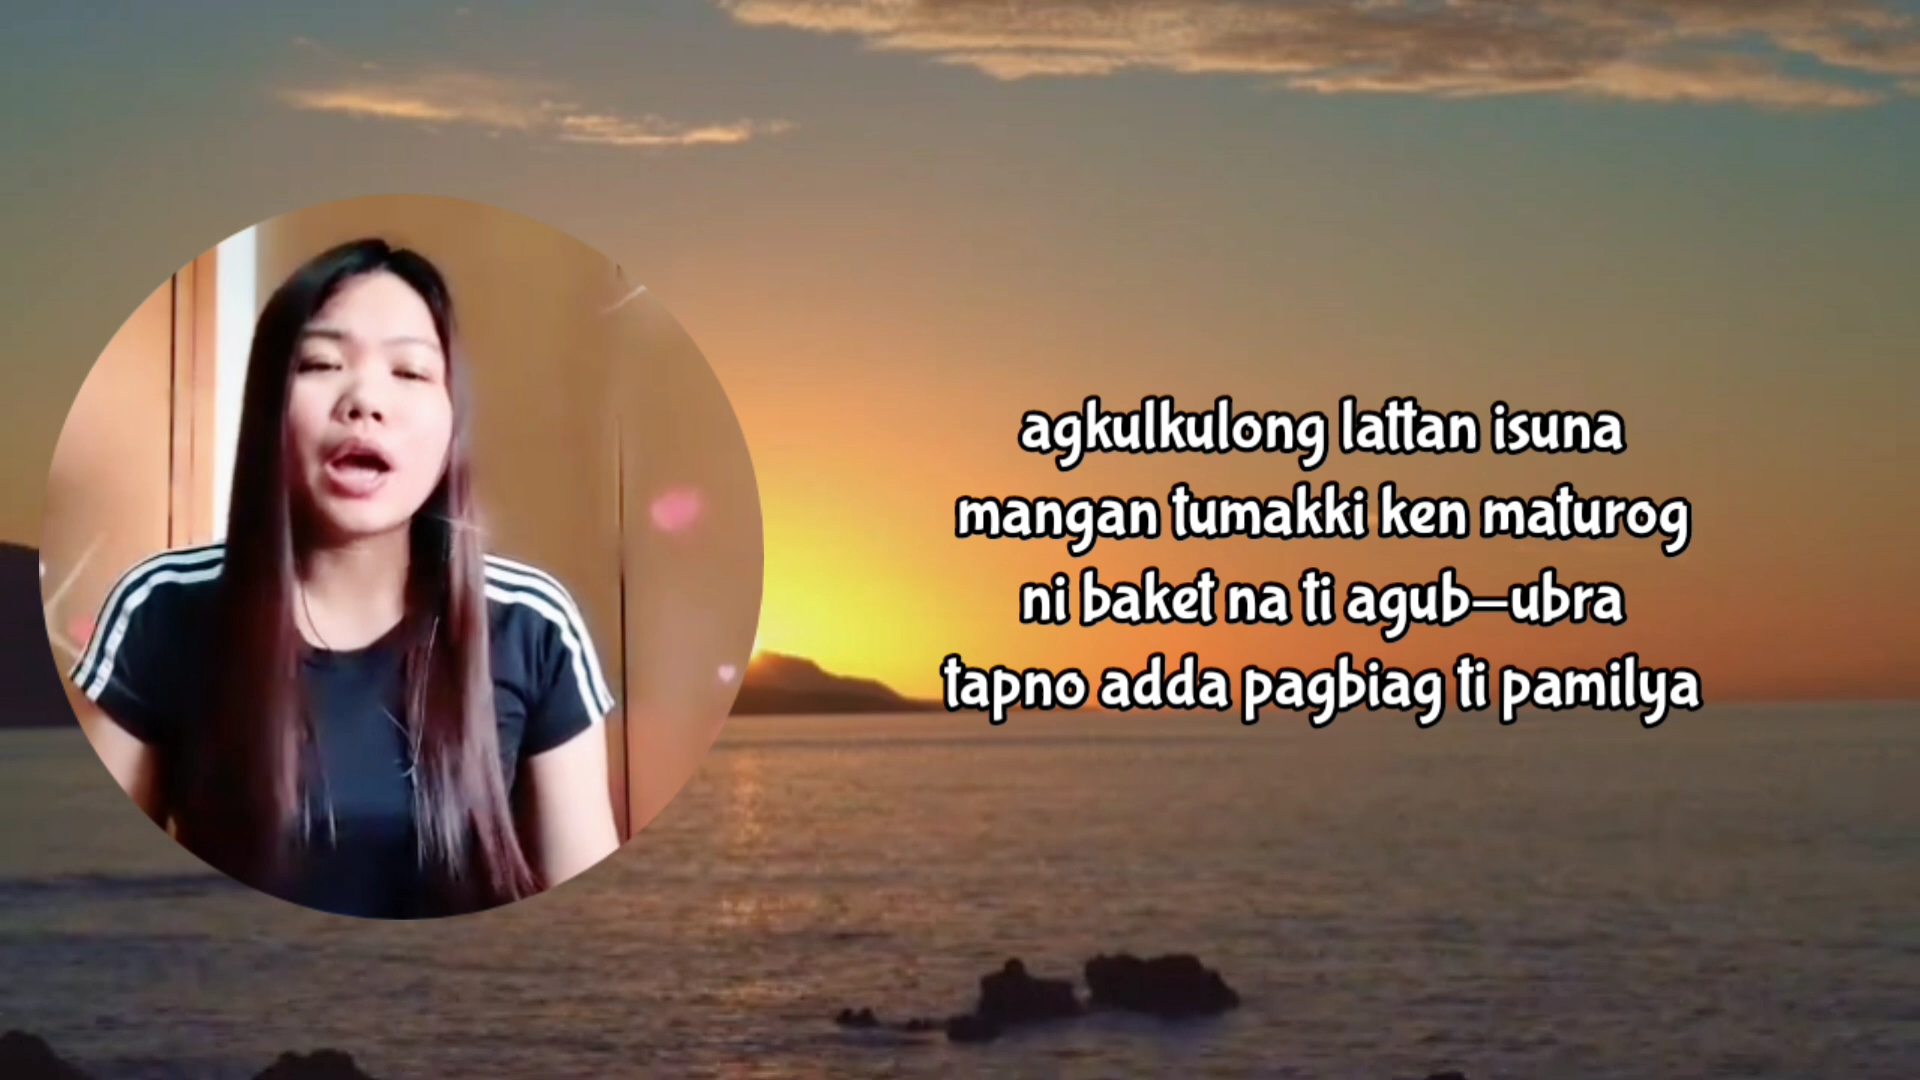 agkulkulong lattan isuna
mangan tumakki ken maturog
ni baket na ti agub-ubra
tapno adda pagbiag ti pamilya